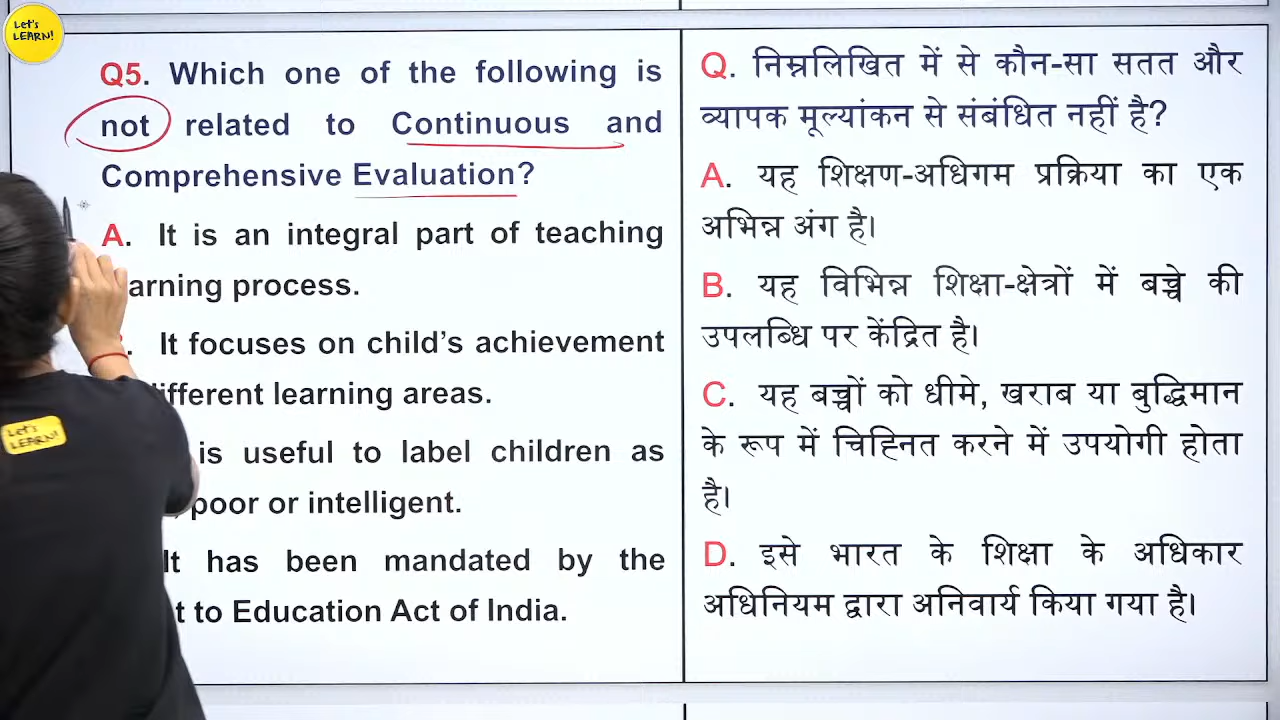 Let's
LEARN!
Q5. Which one of the following is
not related to Continuous and
Comprehensive Evaluation?
A. It is an integral part of teaching
arning process.
. It focuses on child's achievement
ifferent learning areas.
is useful to label children as
poor or intelligent.
It has been mandated by the
t to Education Act of India.
Q. निम्नलिखित में से कौन-सा सतत और
व्यापक मूल्यांकन से संबंधित नहीं है?
A. यह शिक्षण-अधिगम प्रक्रिया का एक
अभिन्न अंग है।
B. यह विभिन्न शिक्षा-क्षेत्रों में बच्चे की
उपलब्धि पर केंद्रित है।
C. यह बच्चों को धीमे, खराब या बुद्धिमान
के रूप में चिह्नित करने में उपयोगी होता
है।
D. इसे भारत के शिक्षा के अधिकार
अधिनियम द्वारा अनिवार्य किया गया है।
Let's
LEARN!